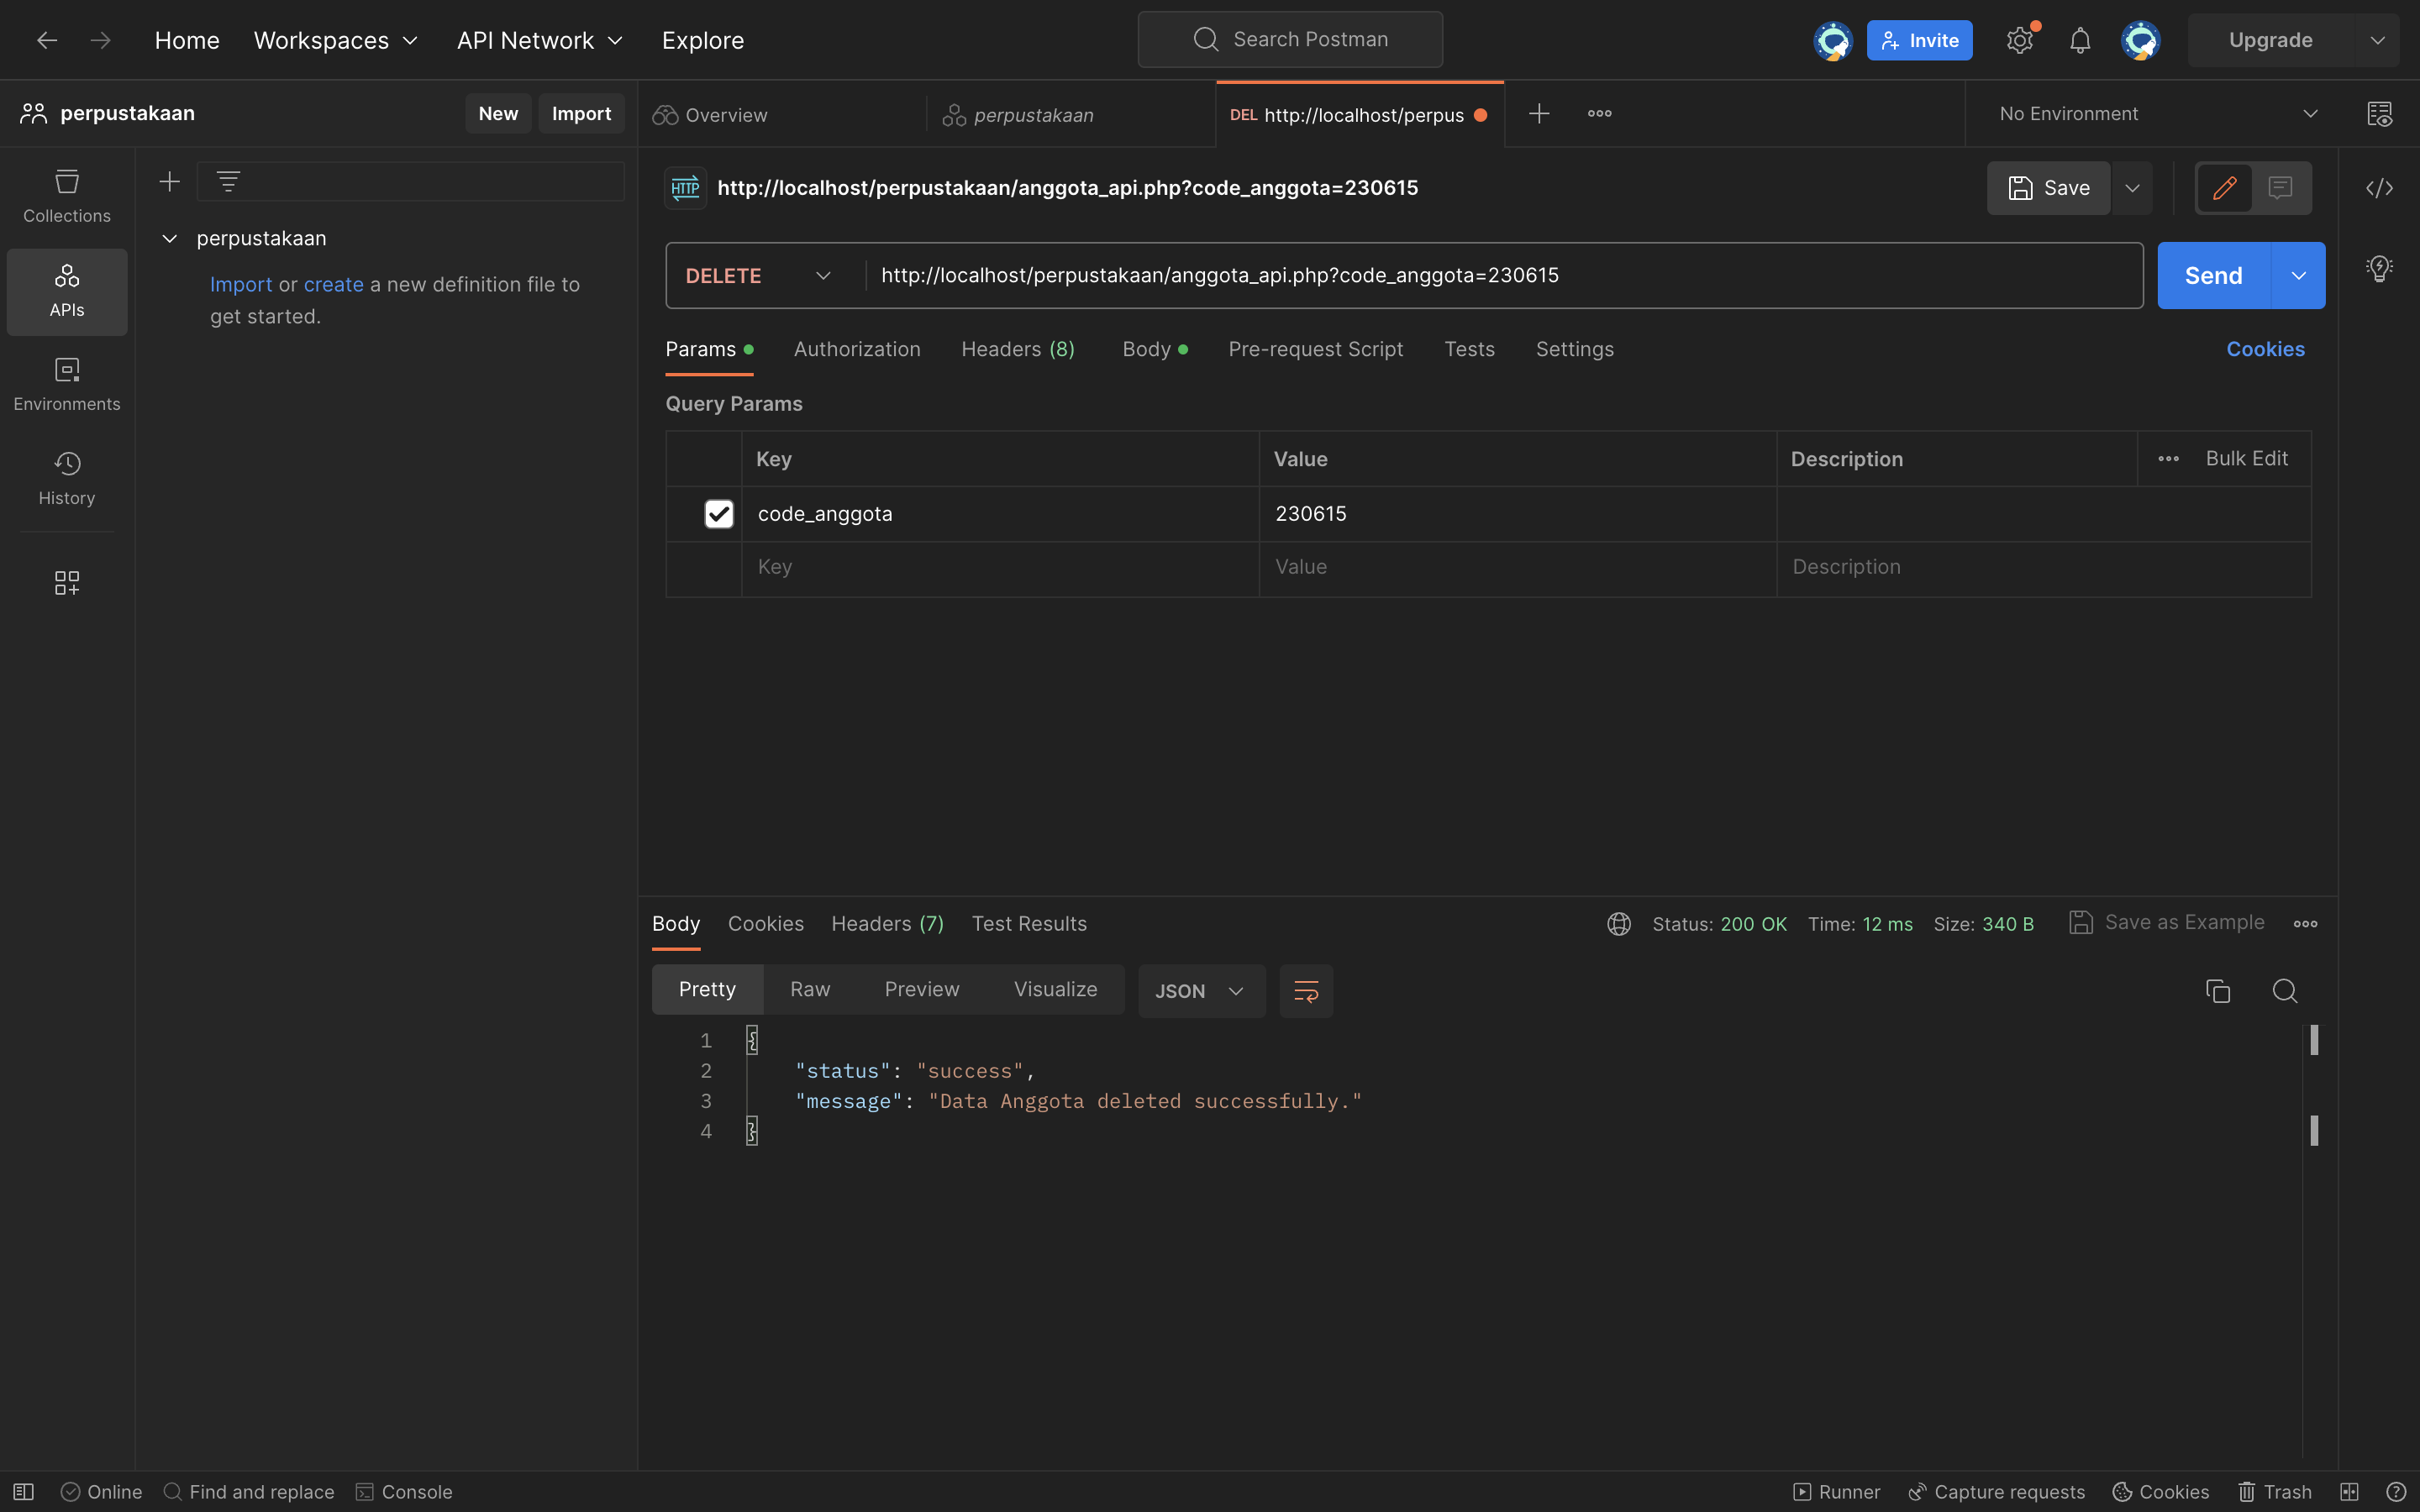 Home Workspaces API Network Explore Search Postman Invite Upgrade
perpustakaan New Import Overview perpustakaan DEL http://localhost/perpus No Environment
Collections
APIs
Environments
History
perpustakaan
Import or create a new definition file to
get started.
HTTP http://localhost/perpustakaan/anggota_api.php?code_anggota=230615 Save
DELETE http://localhost/perpustakaan/anggota_api.php?code_anggota=230615 Send
Params Authorization Headers (8) Body Pre-request Script Tests Settings Cookies
Query Params
Key Value Description Bulk Edit
code_anggota 230615
Key Value Description
Body Cookies Headers (7) Test Results Status: 200 OK Time: 12 ms Size: 340 B Save as Example
Pretty Raw Preview Visualize JSON
1 {
2 "status": "success",
3 "message": "Data Anggota deleted successfully."
4 }
Online Find and replace Console Runner Capture requests Cookies Trash